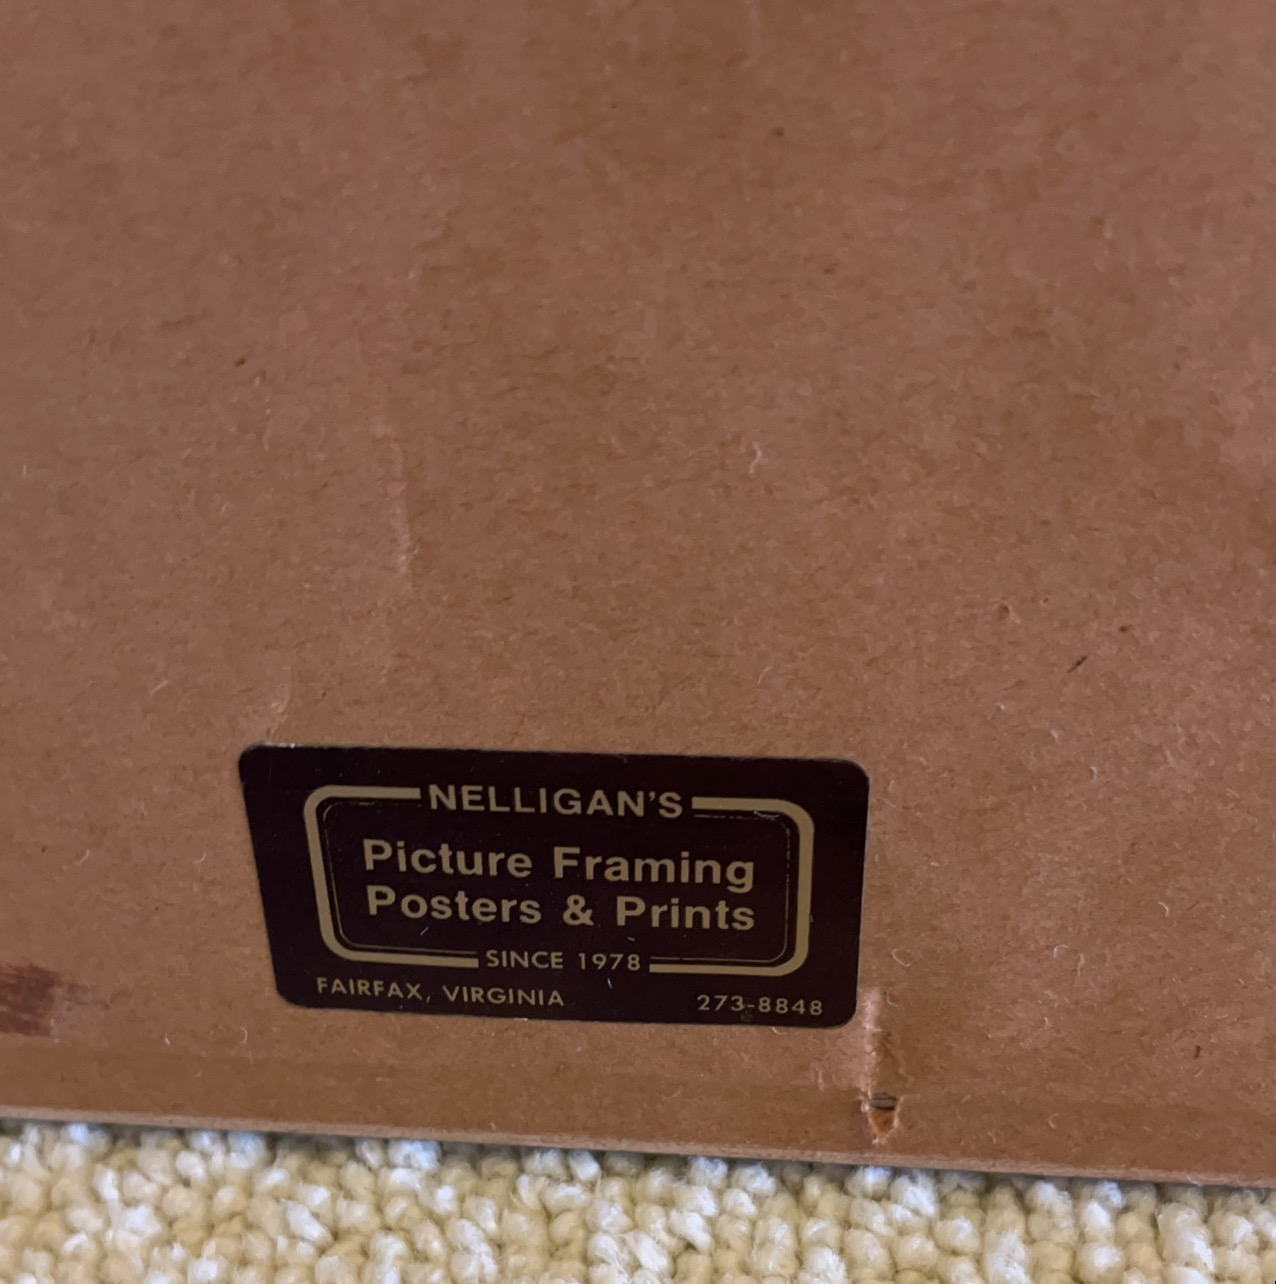 NELLIGAN'S
Picture Framing
Posters & Prints
SINCE 1978
FAIRFAX, VIRGINIA 273-8848